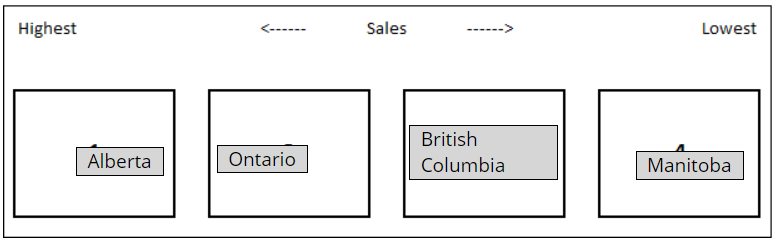 Highest <------ Sales ------> Lowest
Alberta
Ontario
British
Columbia
Manitoba